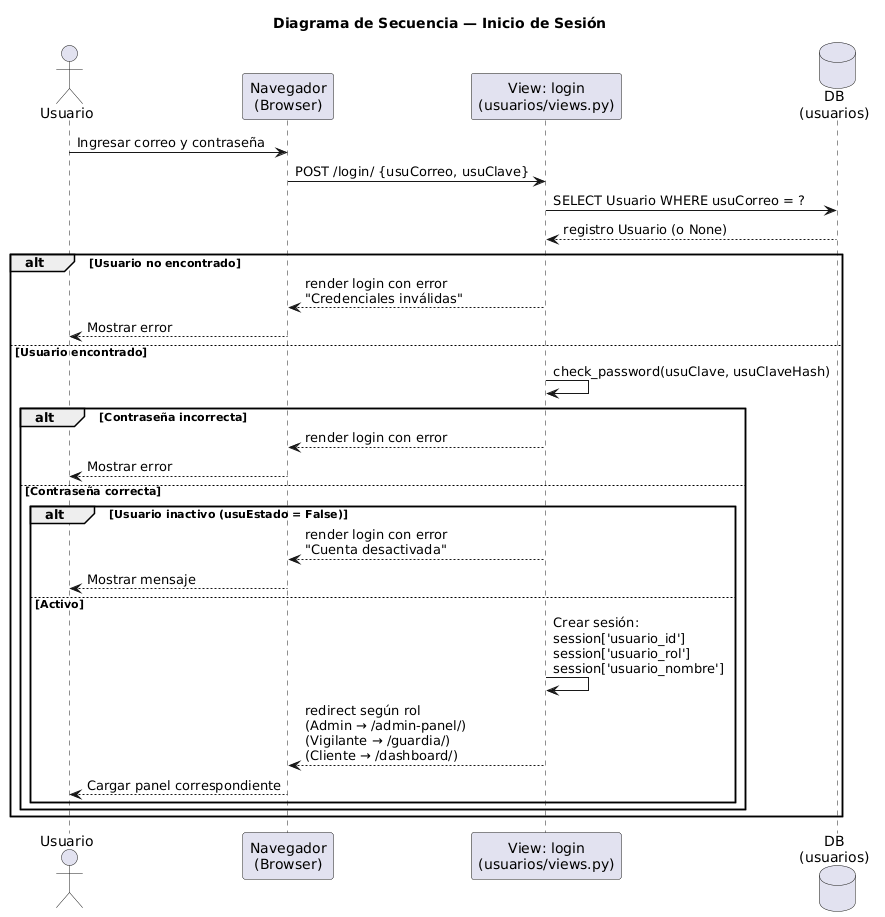 Diagrama de Secuencia — Inicio de Sesión
Usuario
Navegador
(Browser)
View: login
(usuarios/views.py)
DB
(usuarios)
Ingresar correo y contraseña
POST /login/ {usuCorreo, usuClave}
SELECT Usuario WHERE usuCorreo = ?
registro Usuario (o None)
alt [Usuario no encontrado]
render login con error
"Credenciales inválidas"
Mostrar error
[Usuario encontrado]
check_password(usuClave, usuClaveHash)
alt [Contraseña incorrecta]
render login con error
Mostrar error
[Contraseña correcta]
alt [Usuario inactivo (usuEstado = False)]
render login con error
"Cuenta desactivada"
Mostrar mensaje
[Activo]
Crear sesión:
session['usuario_id']
session['usuario_rol']
session['usuario_nombre']
redirect según rol
(Admin → /admin-panel/)
(Vigilante → /guardia/)
(Cliente → /dashboard/)
Cargar panel correspondiente
Usuario
Navegador
(Browser)
View: login
(usuarios/views.py)
DB
(usuarios)